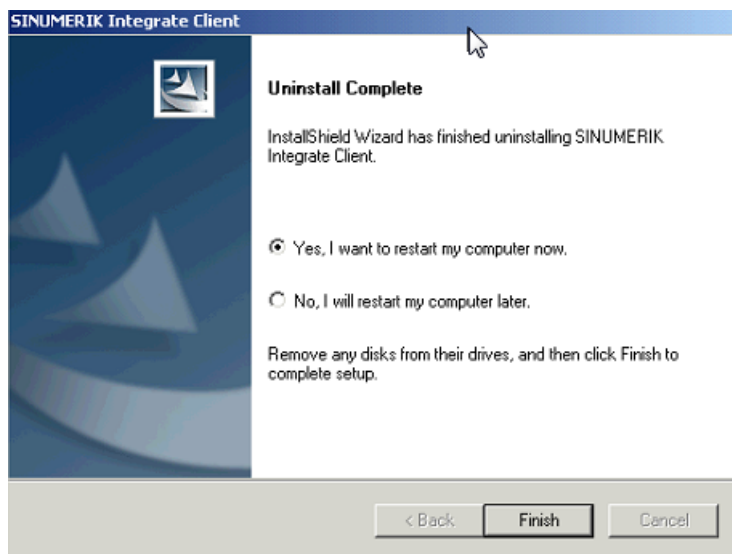 SINUMERIK Integrate Client
Uninstall Complete
InstallShield Wizard has finished uninstalling SINUMERIK
Integrate Client.
Yes, I want to restart my computer now.
No, I will restart my computer later.
Remove any disks from their drives, and then click Finish to
complete setup.
< Back
Finish
Cancel